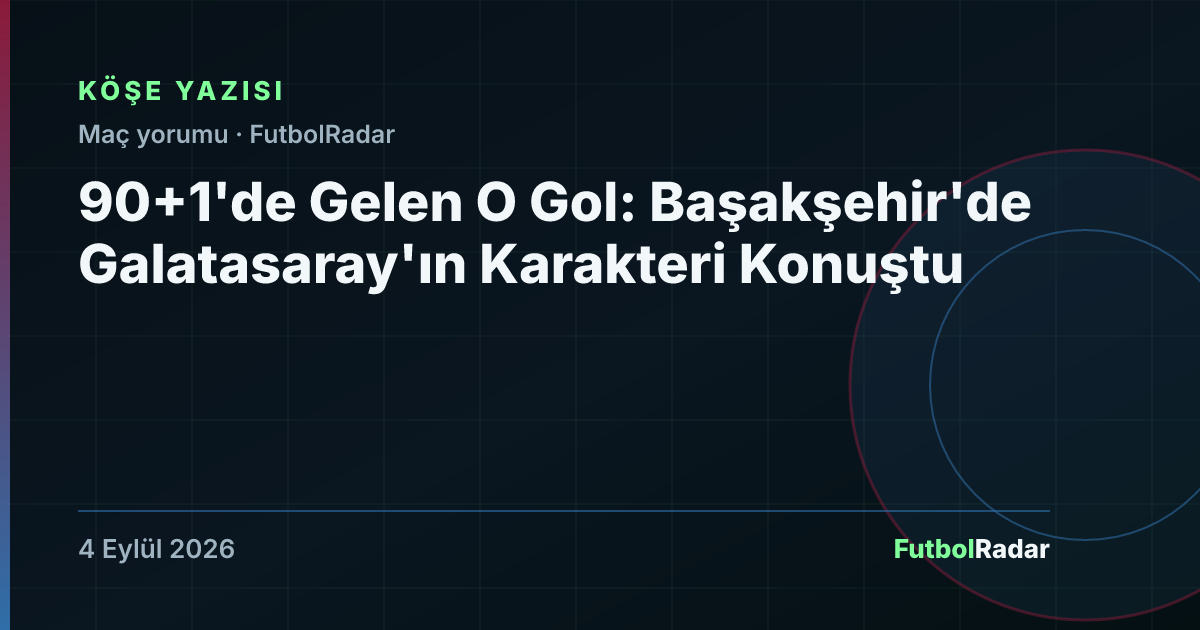 KÖŞE YAZISI
Maç yorumu · FutbolRadar
90+1'de Gelen O Gol: Başakşehir'de
Galatasaray'ın Karakteri Konuştu
4 Eylül 2026
FutbolRadar